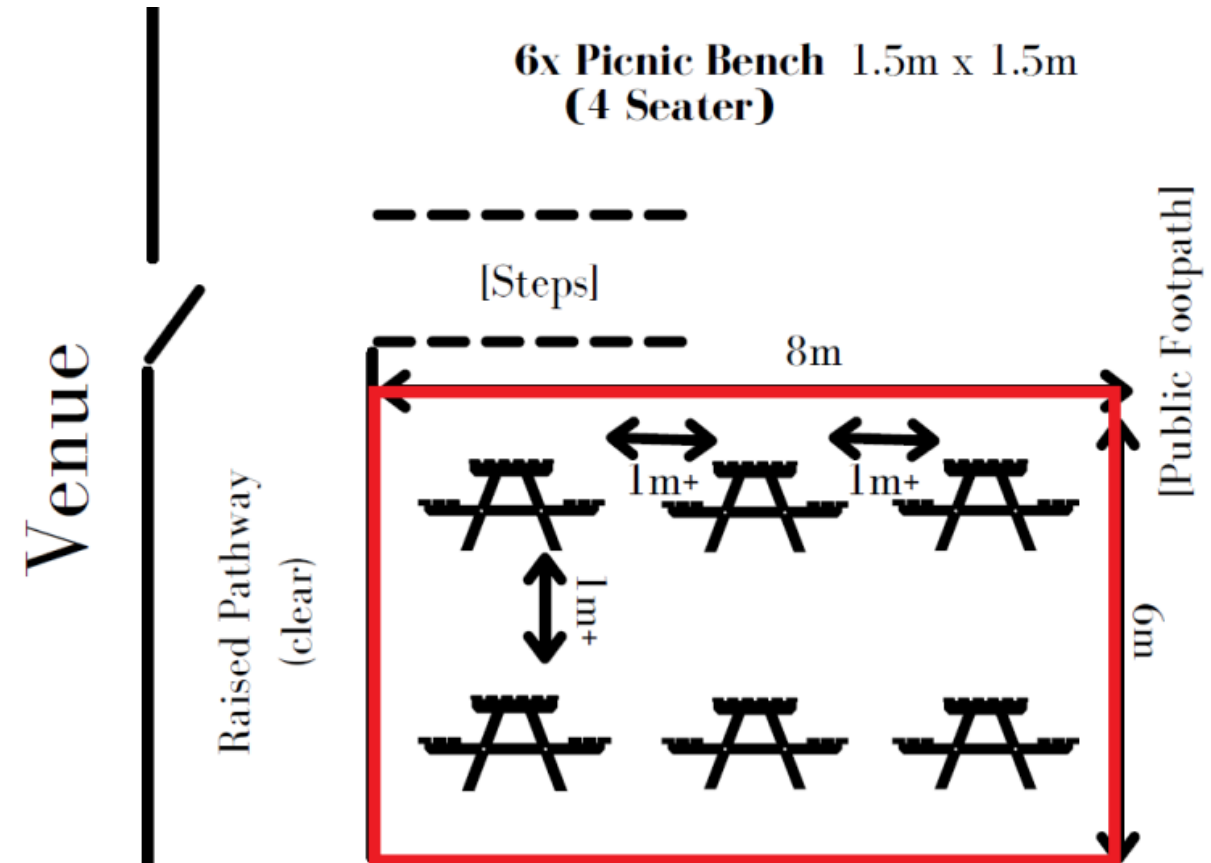 6x Picnic Bench 1.5m x 1.5m
(4 Seater)
[Steps]
8m
[Public Footpath]
Venue
Raised Pathway
(clear)
1m+
1m+
1m+
6m